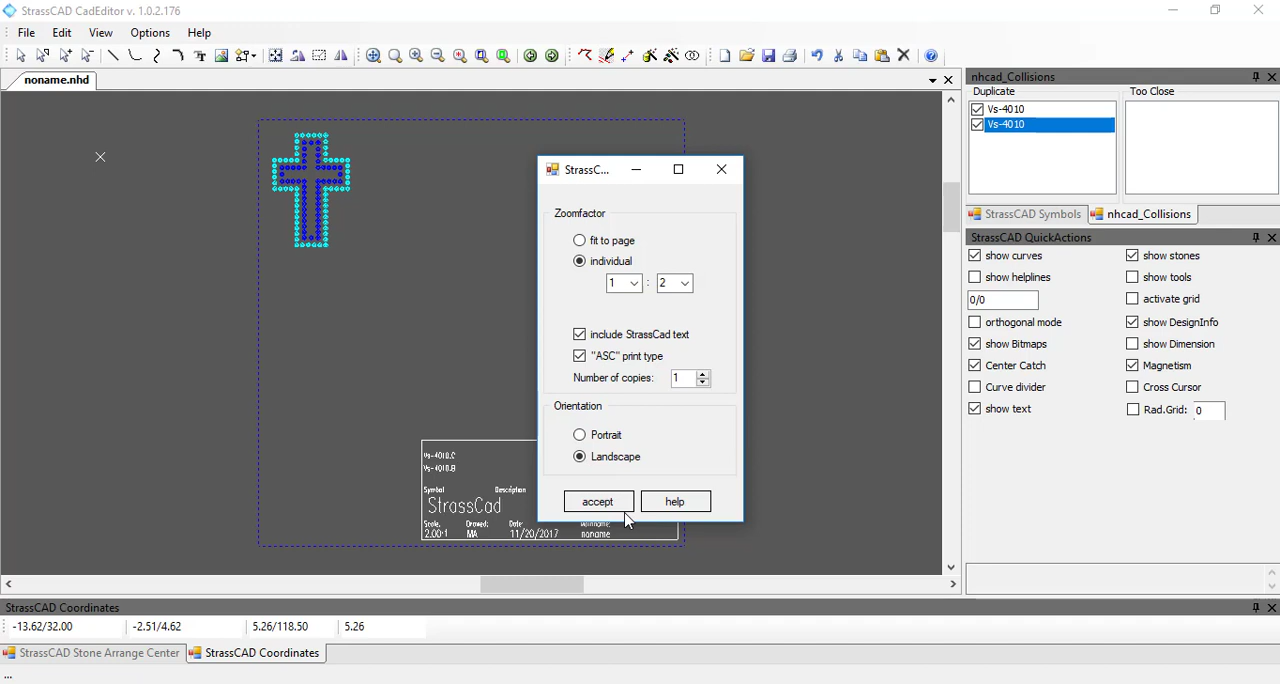 StrassCAD CadEditor v. 1.0.2.176
File Edit View Options Help
noname.nhd
nhcad_Collisions
Duplicate Too Close
Vs-4010
Vs-4010
StrassCAD Symbols nhcad_Collisions
StrassCAD QuickActions
show curves show stones
show helplines show tools
0/0 activate grid
orthogonal mode show DesignInfo
show Bitmaps show Dimension
Center Catch Magnetism
Curve divider Cross Cursor
show text Rad.Grid: 0
StrassC...
Zoomfactor
fit to page
individual
1 : 2
include StrassCad text
"ASC" print type
Number of copies: 1
Orientation
Portrait
Landscape
accept help
Vs-4010.C
Vs-4010.B
Symbol Description
StrassCad
Scale. Drawed: Date:
2.00:1 MA 11/20/2017 noname
StrassCAD Coordinates
-13.62/32.00 -2.51/4.62 5.26/118.50 5.26
StrassCAD Stone Arrange Center StrassCAD Coordinates
...